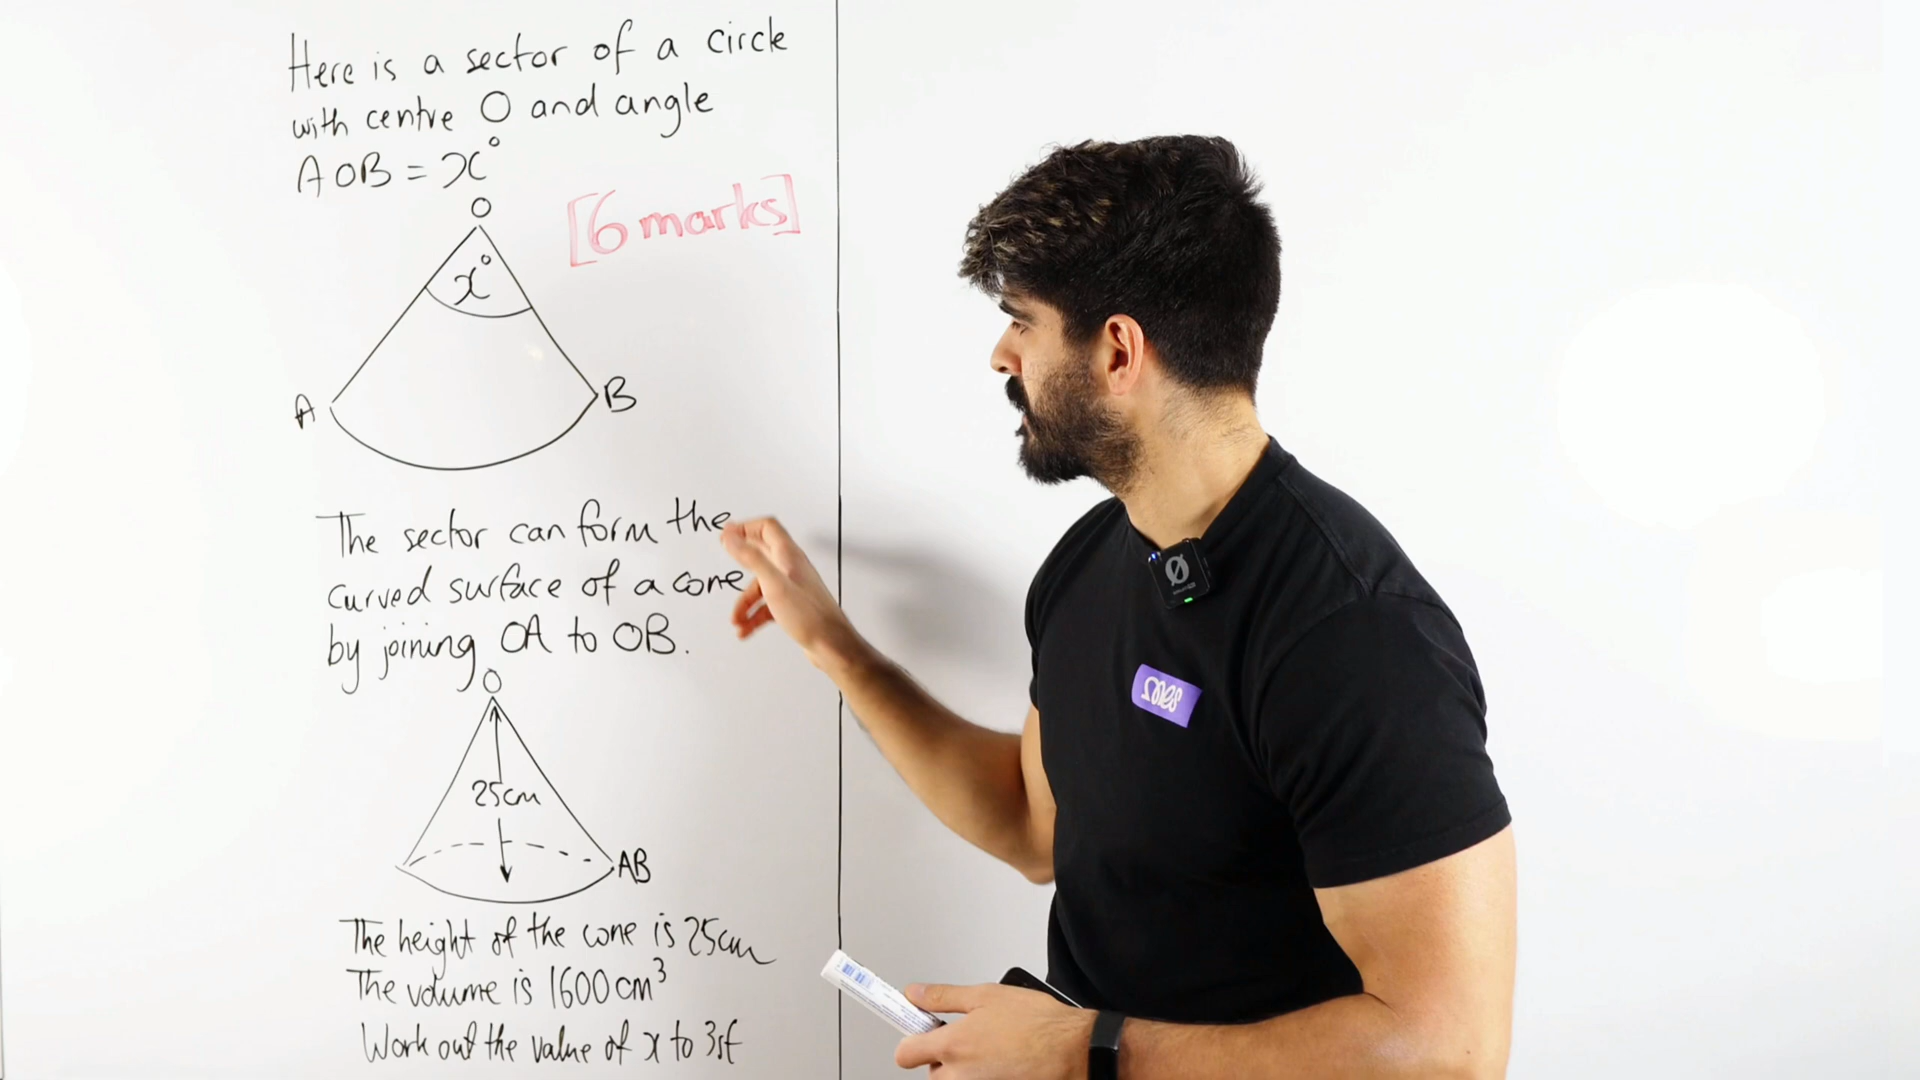 Here is a sector of a circle
with centre O and angle
AOB = x°
[6 marks]
O
x°
A
B
The sector can form the
curved surface of a cone
by joining OA to OB.
O
25cm
AB
The height of the cone is 25cm
The volume is 1600cm³
Work out the value of x to 3sf